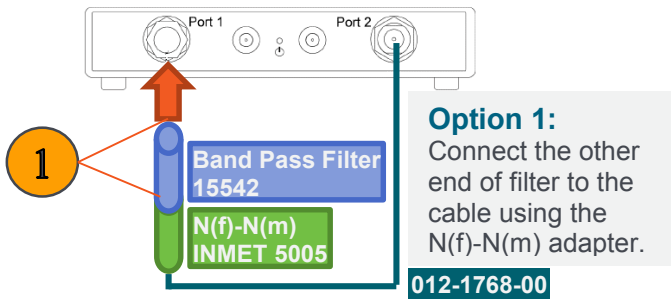 Port 1
Port 2
1
Band Pass Filter
15542
N(f)-N(m)
INMET 5005
Option 1:
Connect the other
end of filter to the
cable using the
N(f)-N(m) adapter.
012-1768-00